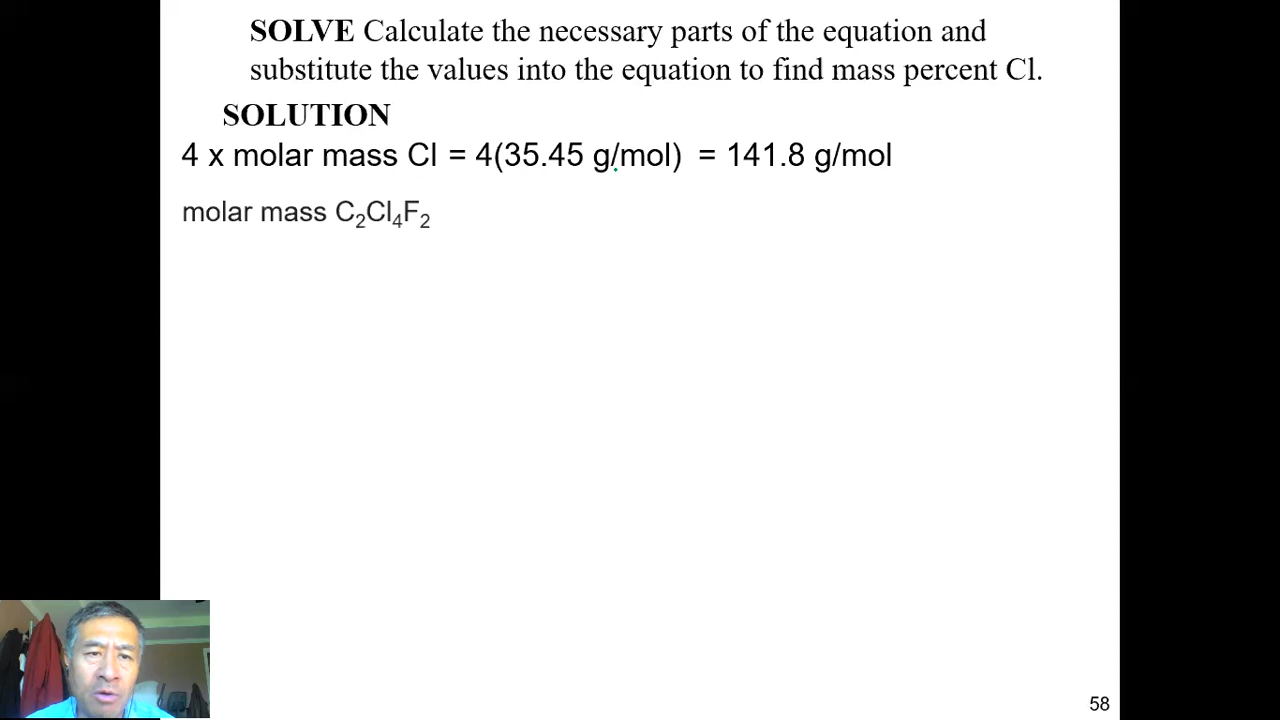 SOLVE Calculate the necessary parts of the equation and
substitute the values into the equation to find mass percent Cl.
SOLUTION
4 x molar mass Cl = 4(35.45 g/mol) = 141.8 g/mol
molar mass C₂Cl₄F₂
58